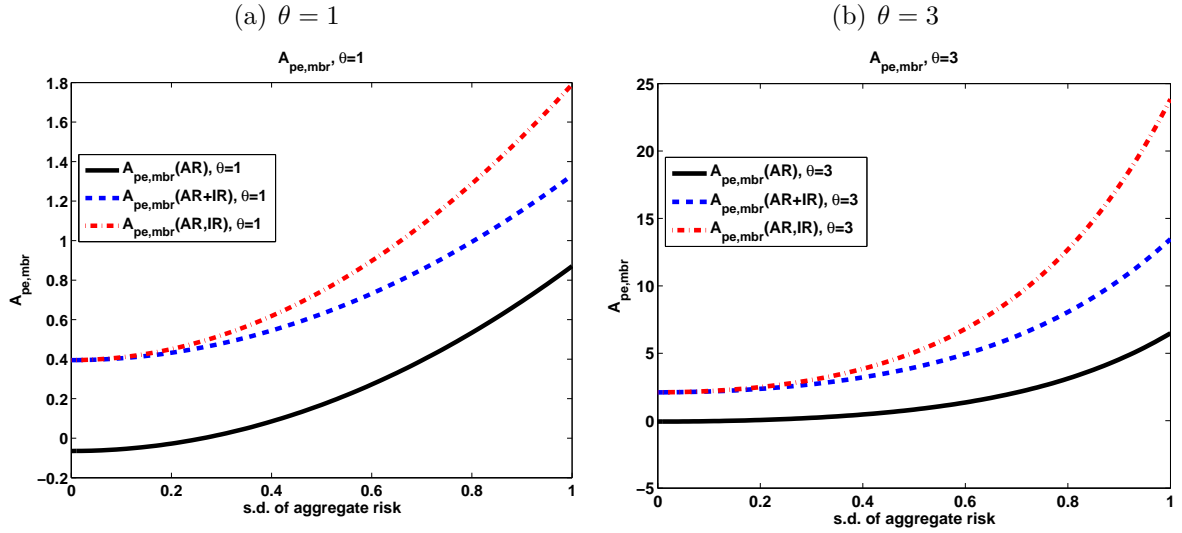 (a) θ = 1
A_pe,mbr, θ=1
1.8
1.6
1.4
1.2
1
0.8
0.6
0.4
0.2
0
−0.2
A_pe,mbr
A_pe,mbr(AR), θ=1
A_pe,mbr(AR+IR), θ=1
A_pe,mbr(AR,IR), θ=1
0 0.2 0.4 0.6 0.8 1
s.d. of aggregate risk
(b) θ = 3
A_pe,mbr, θ=3
25
20
15
10
5
0
−5
A_pe,mbr
A_pe,mbr(AR), θ=3
A_pe,mbr(AR+IR), θ=3
A_pe,mbr(AR,IR), θ=3
0 0.2 0.4 0.6 0.8 1
s.d. of aggregate risk